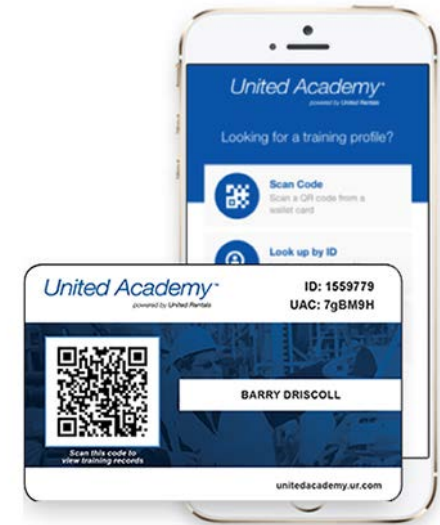 United Academy
powered by United Rentals
Looking for a training profile?
Scan Code
Scan a QR code from a
wallet card
Look up by ID
United Academy
powered by United Rentals
ID: 1559779
UAC: 7gBM9H
BARRY DRISCOLL
Scan this code to
view training records
unitedacademy.ur.com